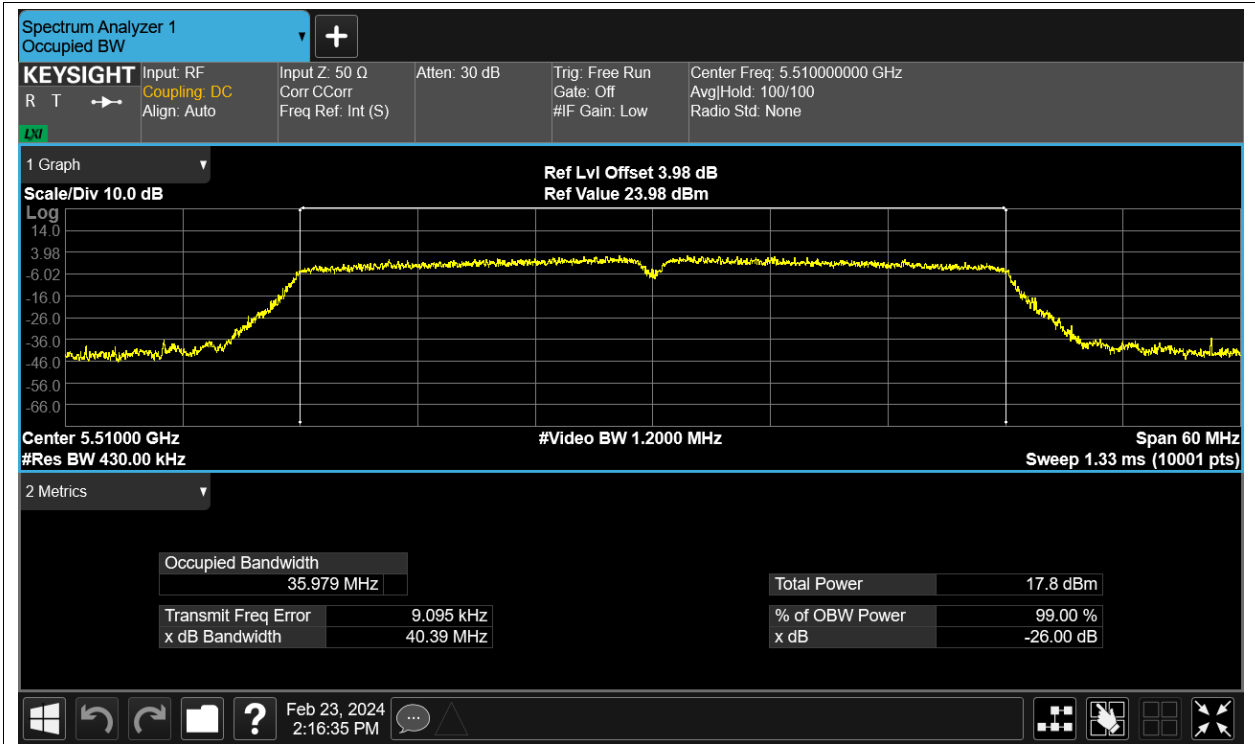 Spectrum Analyzer 1
Occupied BW
KEYSIGHT
R T
LXI
Input: RF
Coupling: DC
Align: Auto
Input Z: 50 Ω
Corr CCorr
Freq Ref: Int (S)
Atten: 30 dB
Trig: Free Run
Gate: Off
#IF Gain: Low
Center Freq: 5.510000000 GHz
Avg|Hold: 100/100
Radio Std: None
1 Graph
Scale/Div 10.0 dB
Ref Lvl Offset 3.98 dB
Ref Value 23.98 dBm
Log
14.0
3.98
-6.02
-16.0
-26.0
-36.0
-46.0
-56.0
-66.0
Center 5.51000 GHz
#Video BW 1.2000 MHz
Span 60 MHz
#Res BW 430.00 kHz
Sweep 1.33 ms (10001 pts)
2 Metrics
Occupied Bandwidth
35.979 MHz
Transmit Freq Error 9.095 kHz
x dB Bandwidth 40.39 MHz
Total Power 17.8 dBm
% of OBW Power 99.00 %
x dB -26.00 dB
?
Feb 23, 2024
2:16:35 PM